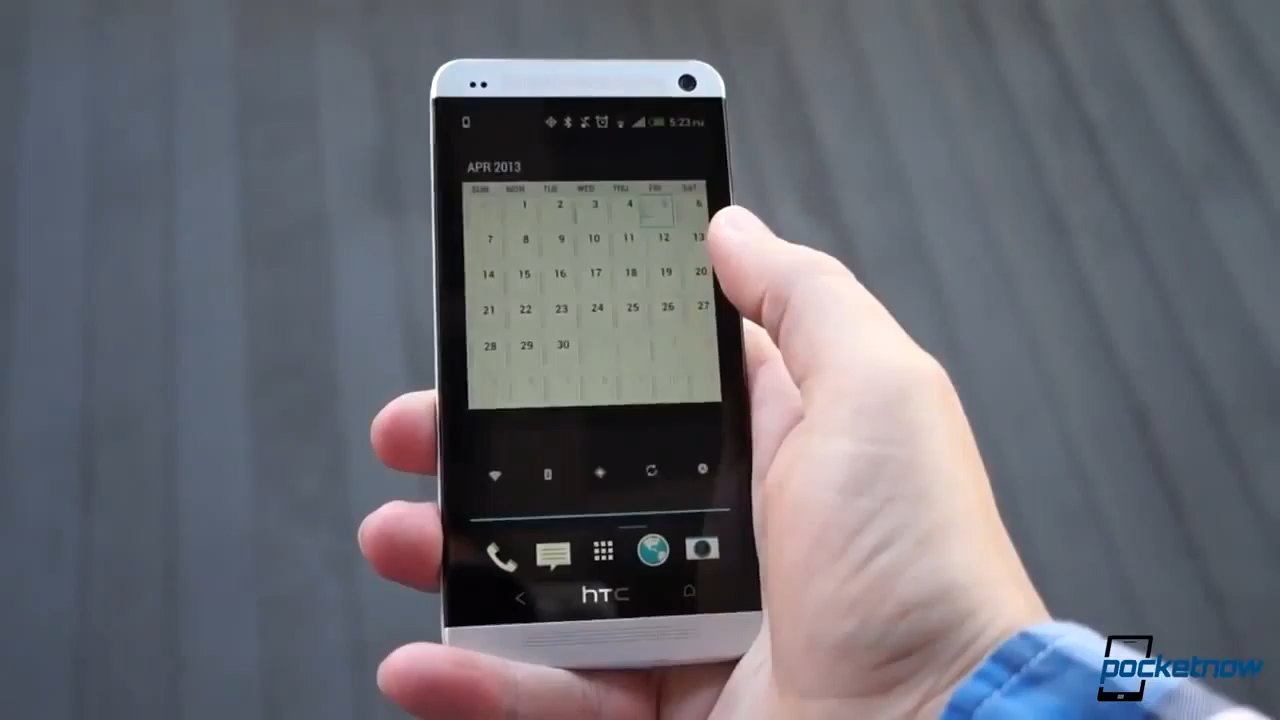 5:23 PM
APR 2013
SUN MON TUE WED THU FRI SAT
1 2 3 4 5 6
7 8 9 10 11 12 13
14 15 16 17 18 19 20
21 22 23 24 25 26 27
28 29 30
hTC
pocketnow